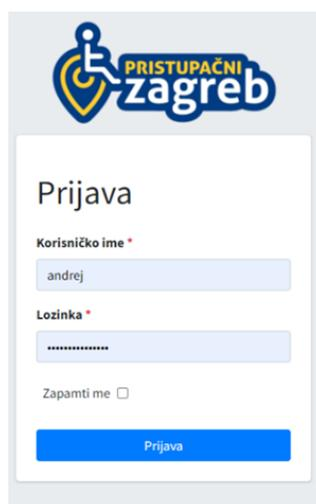 PRISTUPAČNI
zagreb
Prijava
Korisničko ime *
andrej
Lozinka *
•••••••••••••••
Zapamti me
Prijava